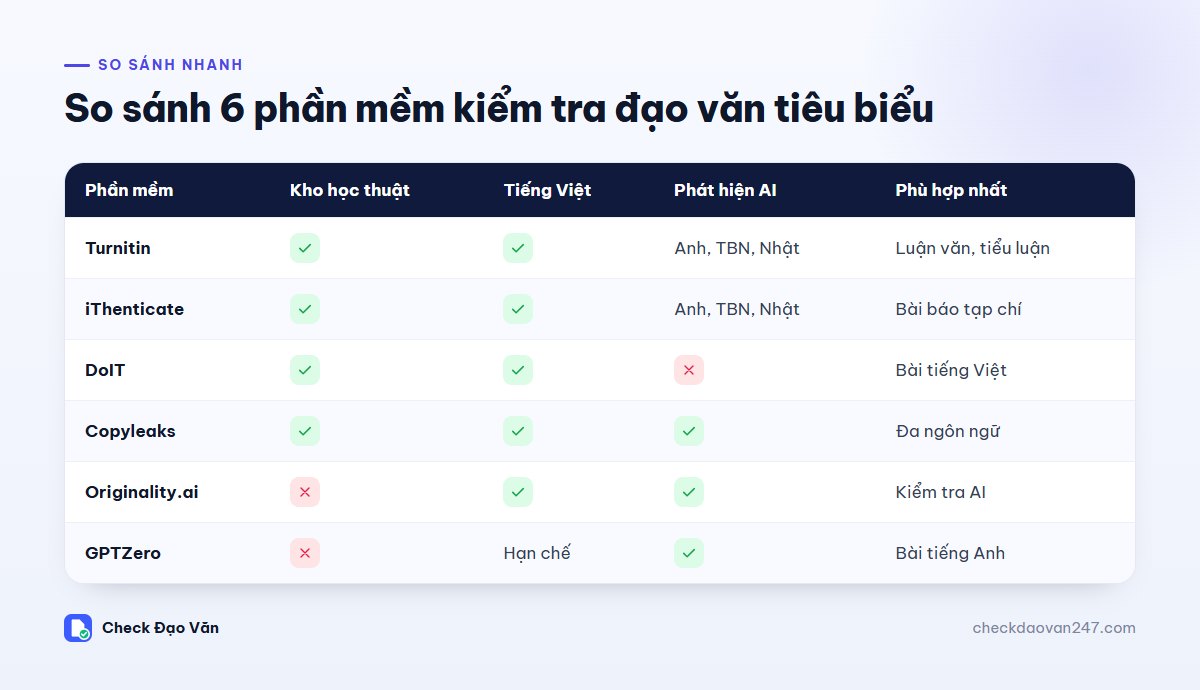 SO SÁNH NHANH
So sánh 6 phần mềm kiểm tra đạo văn tiêu biểu
Phần mềm Kho học thuật Tiếng Việt Phát hiện AI Phù hợp nhất
Turnitin Anh, TBN, Nhật Luận văn, tiểu luận
iThenticate Anh, TBN, Nhật Bài báo tạp chí
DoIT Bài tiếng Việt
Copyleaks Đa ngôn ngữ
Originality.ai Kiểm tra AI
GPTZero Hạn chế Bài tiếng Anh
Check Đạo Văn checkdaovan247.com